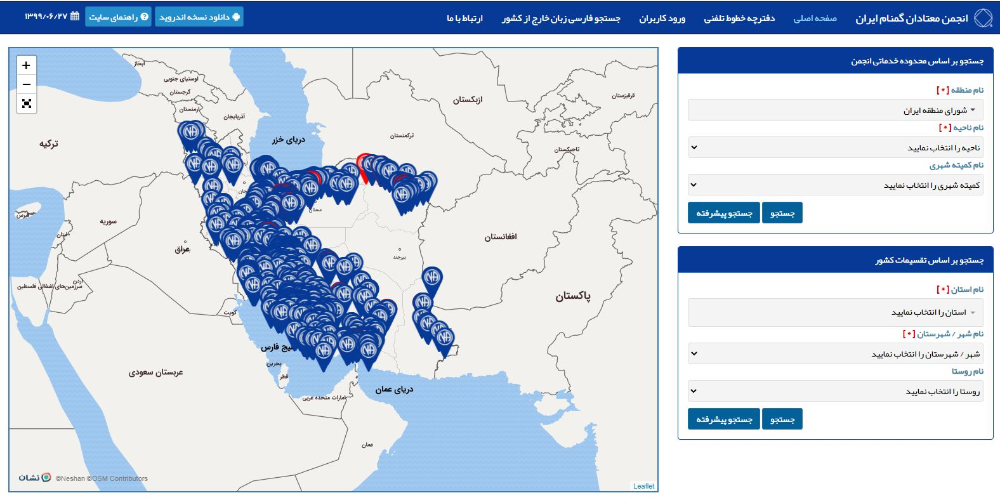 انجمن معتادان گمنام ایران
صفحه اصلی
دفترچه خطوط تلفنی
ورود کاربران
جستجو فارسی زبان خارج از کشور
ارتباط با ما
دانلود نسخه اندروید
راهنمای سایت
۱۳۹۹/۰۶/۲۷
جستجو بر اساس محدوده خدماتی انجمن
نام منطقه [ * ]
شورای منطقه ایران
نام ناحیه [ * ]
ناحیه را انتخاب نمایید
نام کمیته شهری
کمیته شهری را انتخاب نمایید
جستجو
جستجو پیشرفته
جستجو بر اساس تقسیمات کشور
نام استان [ * ]
استان را انتخاب نمایید
نام شهر / شهرستان [ * ]
شهر / شهرستان را انتخاب نمایید
نام روستا
روستا را انتخاب نمایید
جستجو
جستجو پیشرفته
+
−
ابخاز
اوستیای جنوبی
گرجستان
ارمنستان
آذربایجان
ترکیه
دریای خزر
ازبکستان
قرقیزستان
ترکمنستان
تاجیکستان
سمنان
قبرس
سوریه
لبنان
عراق
افغانستان
بیرجند
اردن
سرزمین‌های اشغالی فلسطین
کویت
پاکستان
فارس
بحرین
قطر
عربستان سعودی
دریای عمان
امارات متحده عربی
عمان
نشان
©Neshan ©OSM Contributors
Leaflet